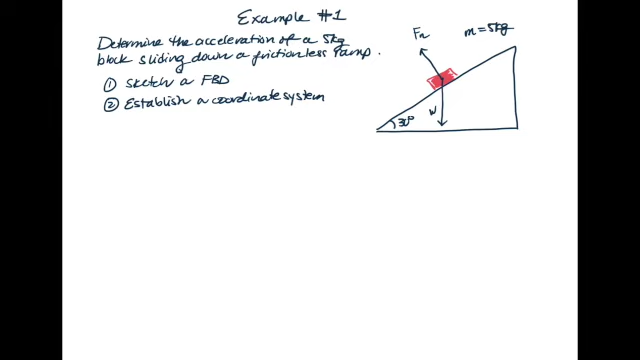 Example #1
Determine the acceleration of a 5kg
block sliding down a frictionless ramp.
① Sketch a FBD
② Establish a coordinate system
Fn
m = 5kg
W
30°